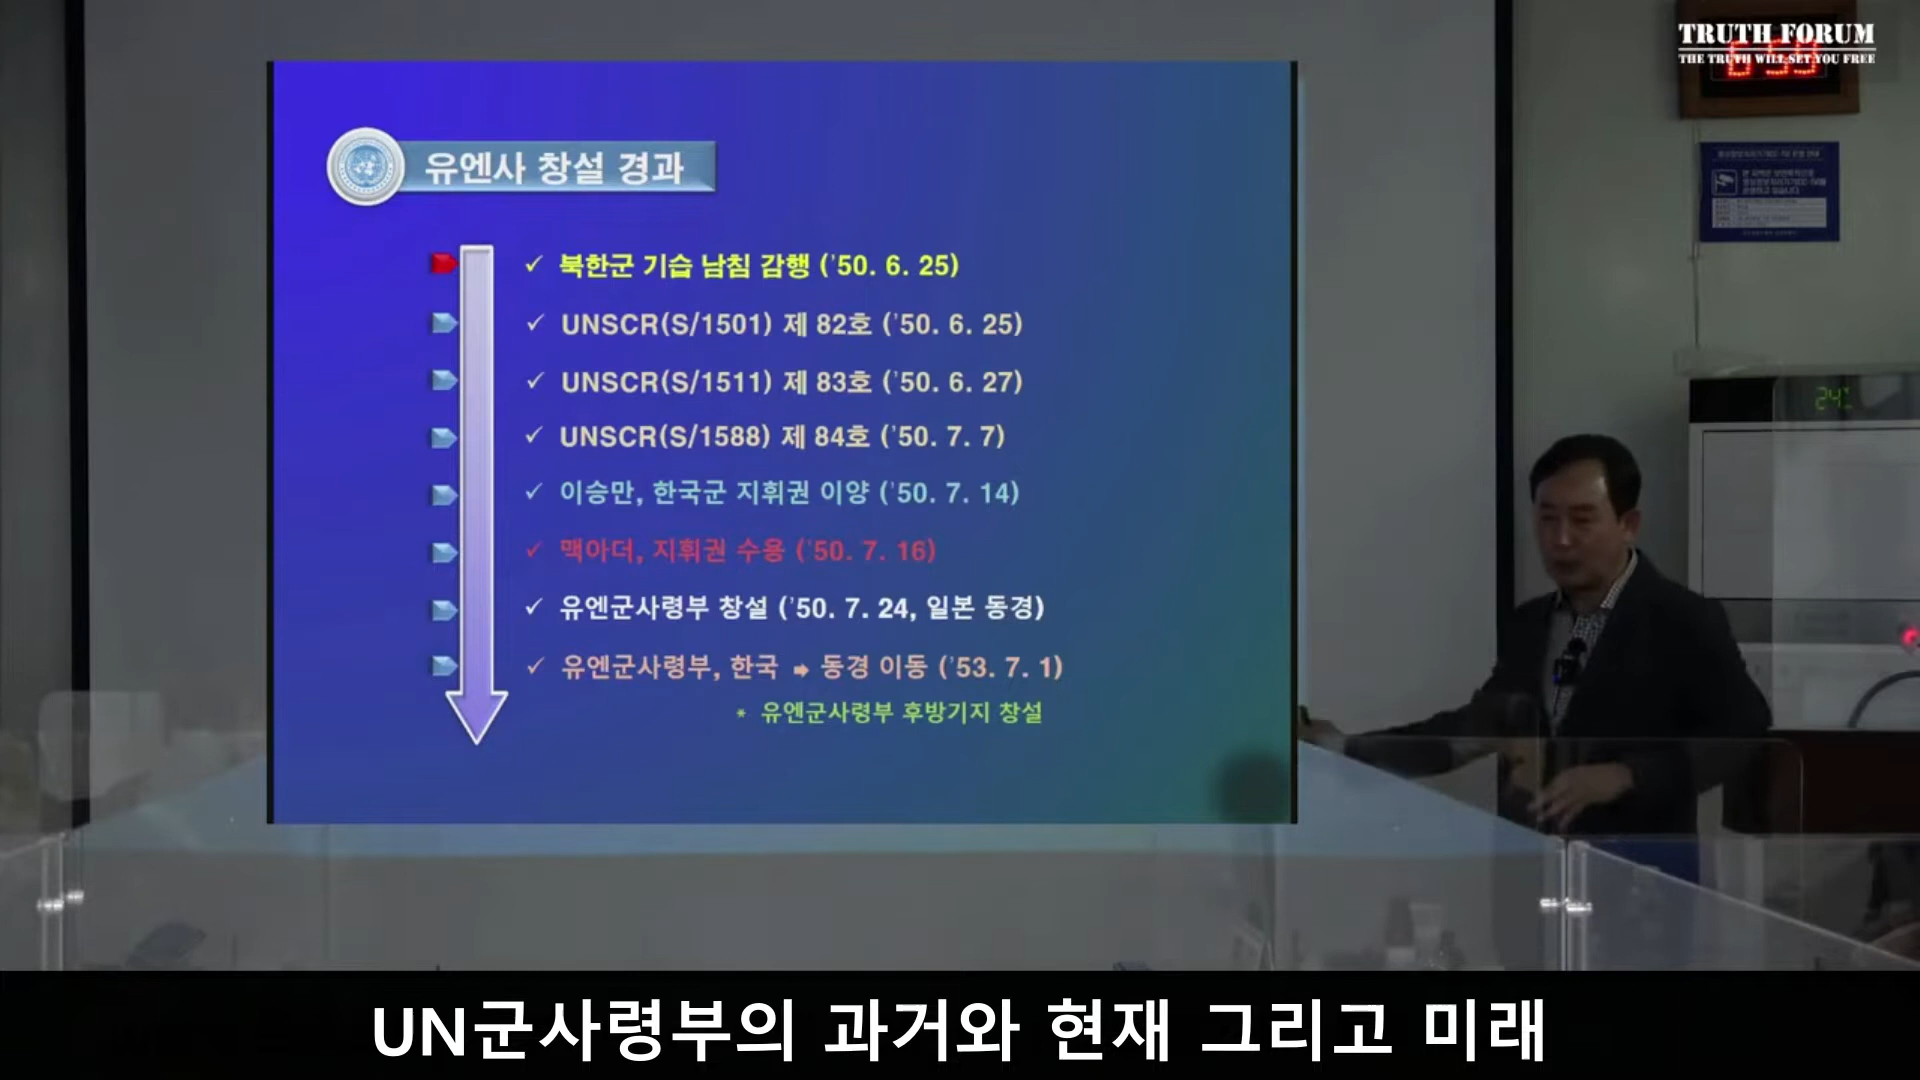 TRUTH FORUM
THE TRUTH WILL SET YOU FREE
유엔사 창설 경과
✓ 북한군 기습 남침 감행 ('50. 6. 25)
✓ UNSCR(S/1501) 제 82호 ('50. 6. 25)
✓ UNSCR(S/1511) 제 83호 ('50. 6. 27)
✓ UNSCR(S/1588) 제 84호 ('50. 7. 7)
✓ 이승만, 한국군 지휘권 이양 ('50. 7. 14)
✓ 맥아더, 지휘권 수용 ('50. 7. 16)
✓ 유엔군사령부 창설 ('50. 7. 24, 일본 동경)
✓ 유엔군사령부, 한국 ➡ 동경 이동 ('53. 7. 1)
* 유엔군사령부 후방기지 창설
24
UN군사령부의 과거와 현재 그리고 미래